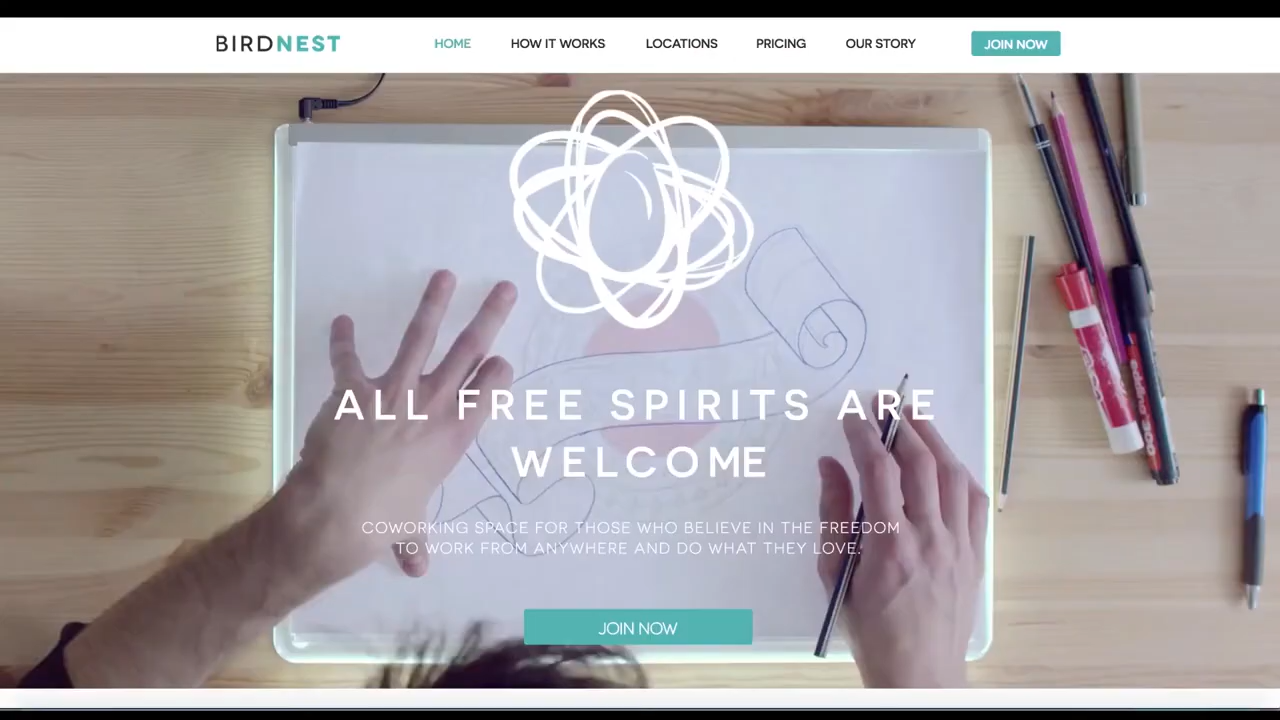 BIRDNEST
HOME HOW IT WORKS LOCATIONS PRICING OUR STORY JOIN NOW
ALL FREE SPIRITS ARE
WELCOME
COWORKING SPACE FOR THOSE WHO BELIEVE IN THE FREEDOM
TO WORK FROM ANYWHERE AND DO WHAT THEY LOVE.
JOIN NOW